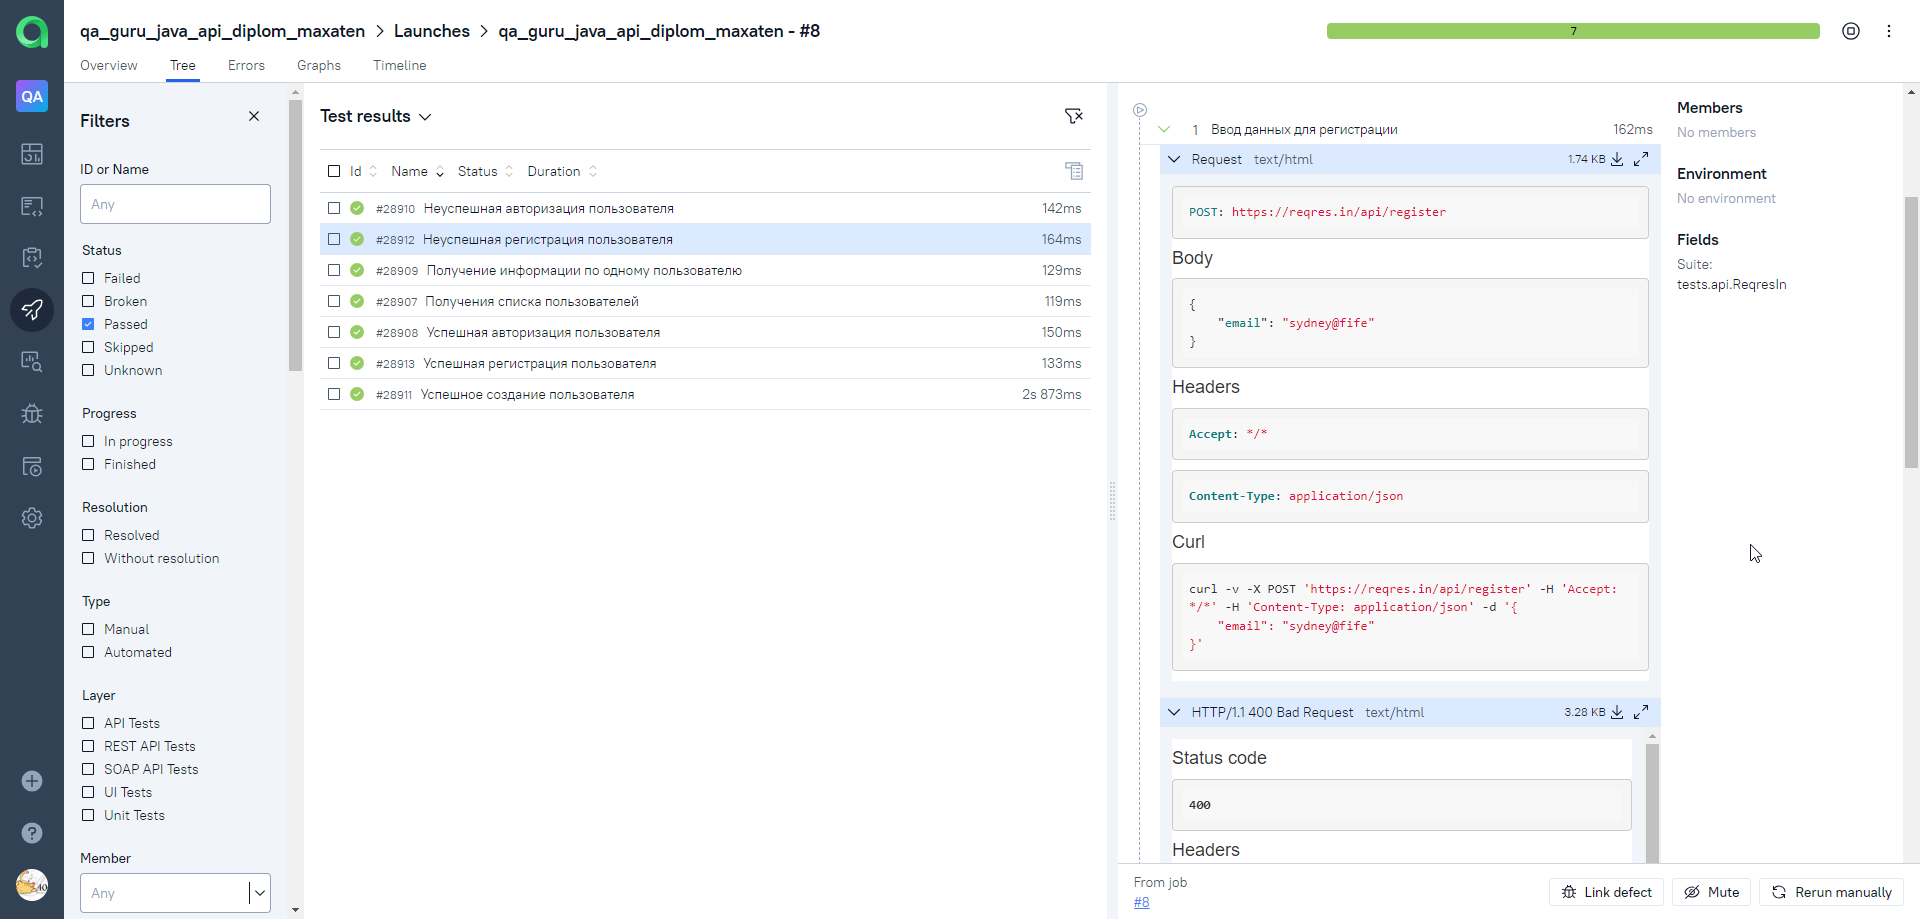 qa_guru_java_api_diplom_maxaten > Launches > qa_guru_java_api_diplom_maxaten - #8
7
Overview Tree Errors Graphs Timeline
QA
Filters
ID or Name
Any
Status
Failed
Broken
Passed
Skipped
Unknown
Progress
In progress
Finished
Resolution
Resolved
Without resolution
Type
Manual
Automated
Layer
API Tests
REST API Tests
SOAP API Tests
UI Tests
Unit Tests
Member
Any
Test results
Id Name Status Duration
#28910 Неуспешная авторизация пользователя 142ms
#28912 Неуспешная регистрация пользователя 164ms
#28909 Получение информации по одному пользователю 129ms
#28907 Получения списка пользователей 119ms
#28908 Успешная авторизация пользователя 150ms
#28913 Успешная регистрация пользователя 133ms
#28911 Успешное создание пользователя 2s 873ms
1 Ввод данных для регистрации 162ms
Request text/html 1.74 KB
POST: https://reqres.in/api/register
Body
{
"email": "sydney@fife"
}
Headers
Accept: */*
Content-Type: application/json
Curl
curl -v -X POST 'https://reqres.in/api/register' -H 'Accept:
*/*' -H 'Content-Type: application/json' -d '{
"email": "sydney@fife"
}'
HTTP/1.1 400 Bad Request text/html 3.28 KB
Status code
400
Headers
Members
No members
Environment
No environment
Fields
Suite:
tests.api.ReqresIn
From job
#8
Link defect Mute Rerun manually